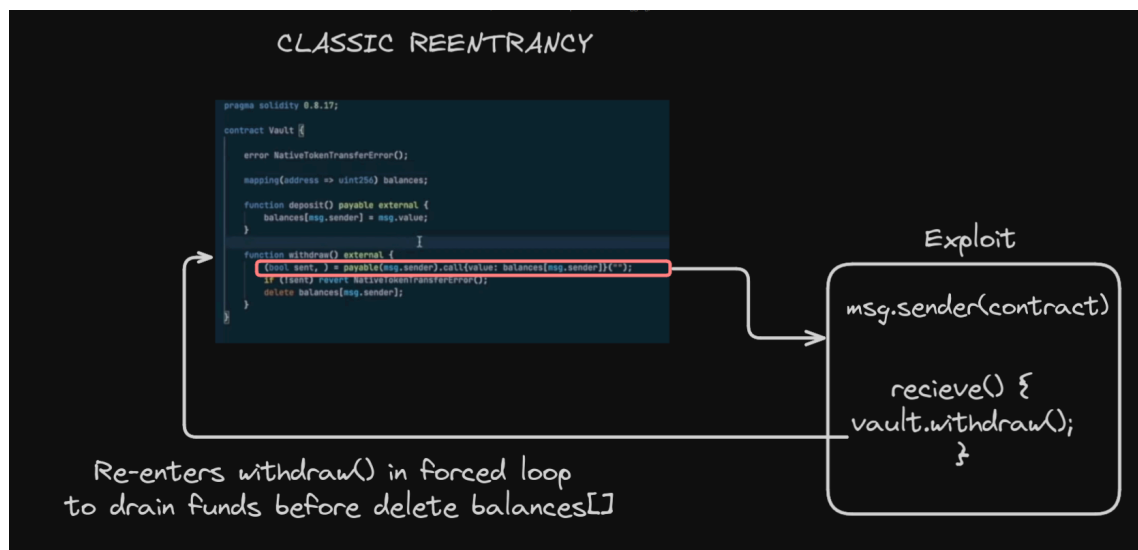 CLASSIC REENTRANCY
pragma solidity 0.8.17;
contract Vault {
error NativeTokenTransferError();
mapping(address => uint256) balances;
function deposit() payable external {
balances[msg.sender] = msg.value;
}
function withdraw() external {
(bool sent, ) = payable(msg.sender).call{value: balances[msg.sender]}("");
if (!sent) revert NativeTokenTransferError();
delete balances[msg.sender];
}
}
Exploit
msg.sender(contract)
recieve() {
vault.withdraw();
}
Re-enters withdraw() in forced loop
to drain funds before delete balances[]